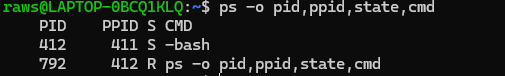 raws@LAPTOP-0BCQ1KLQ:~$ ps -o pid,ppid,state,cmd
PID PPID S CMD
412 411 S -bash
792 412 R ps -o pid,ppid,state,cmd